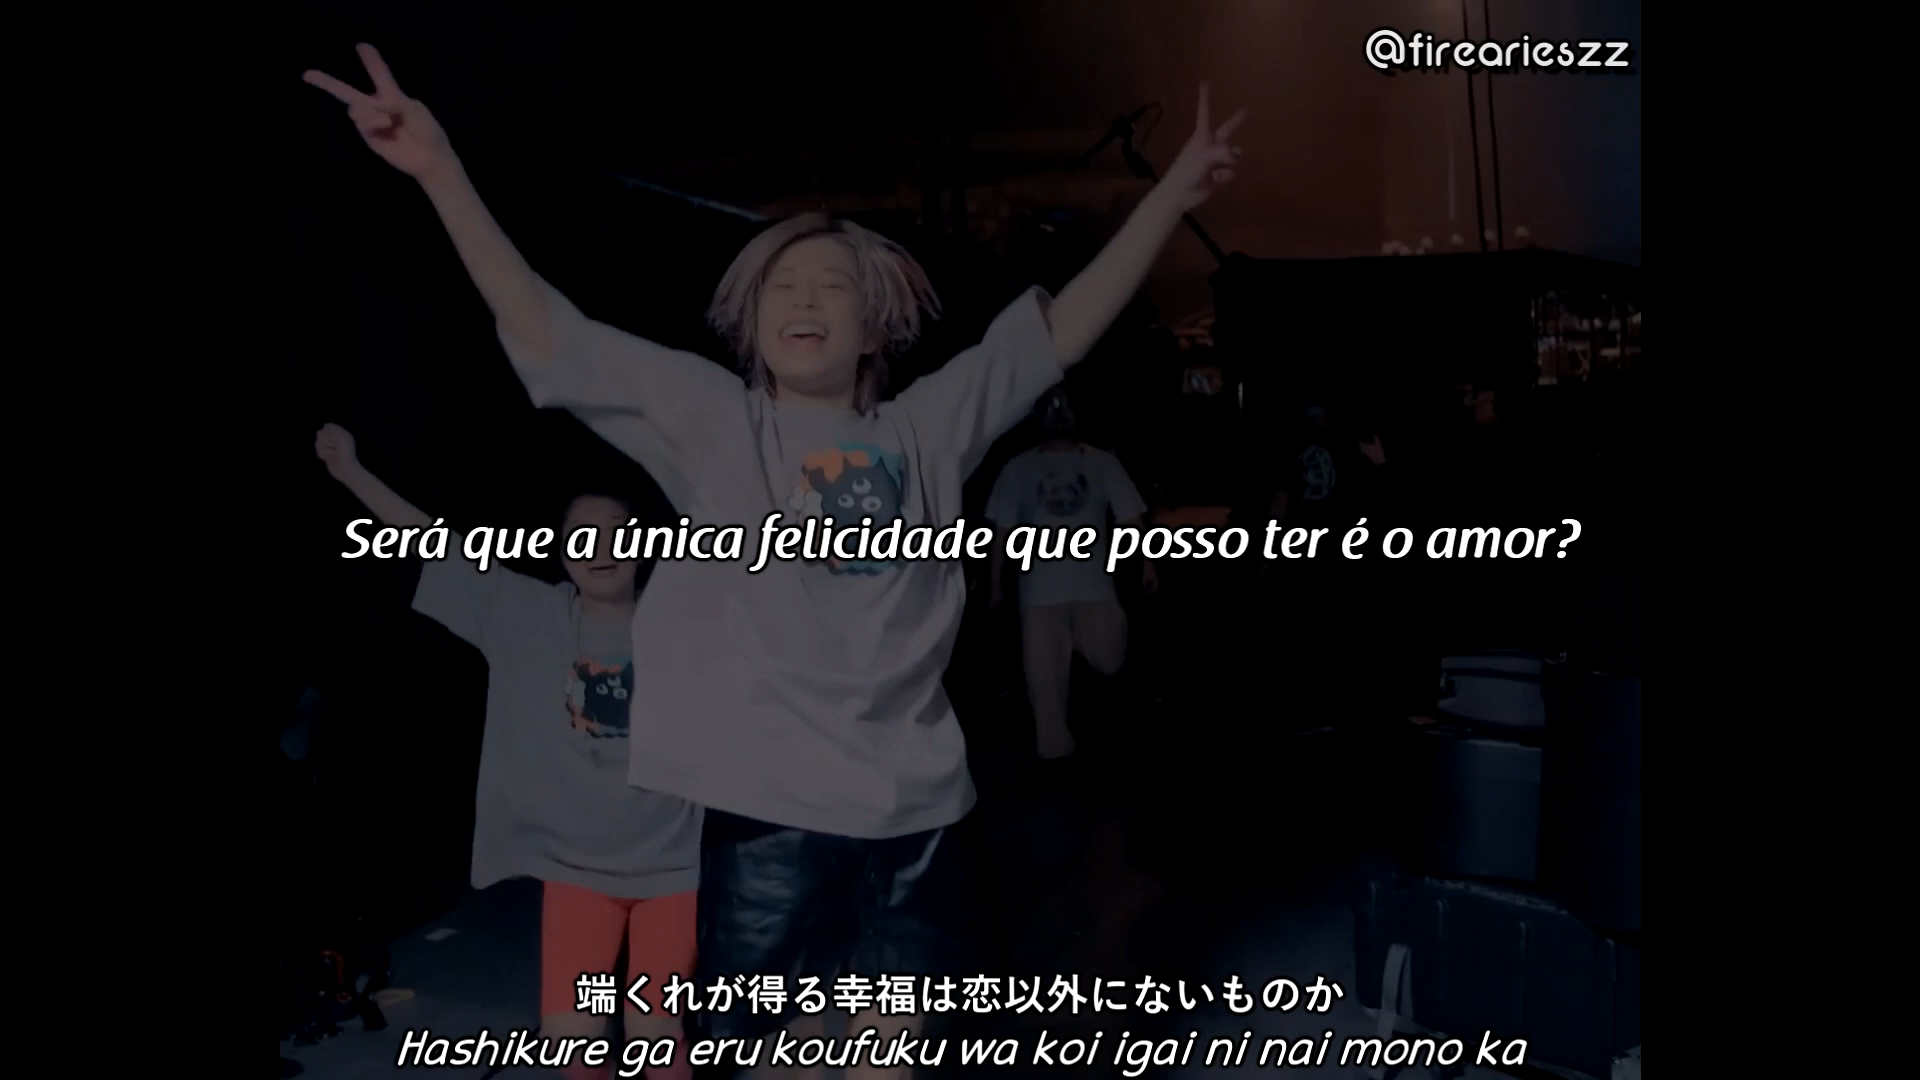 @firearieszz
Será que a única felicidade que posso ter é o amor?
端くれが得る幸福は恋以外にないものか
Hashikure ga eru koufuku wa koi igai ni nai mono ka